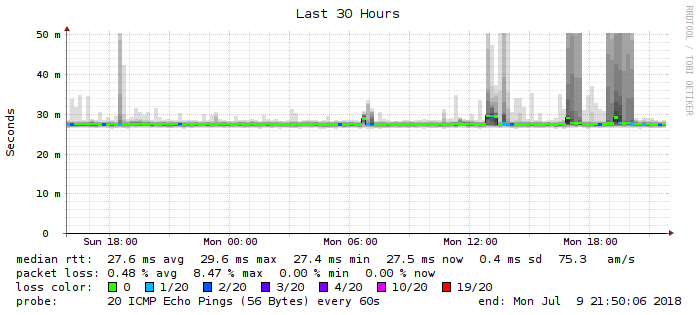 Last 30 Hours
RRDTOOL / TOBI OETIKER
Seconds
50 m
40 m
30 m
20 m
10 m
0
Sun 18:00 Mon 00:00 Mon 06:00 Mon 12:00 Mon 18:00
median rtt: 27.6 ms avg 29.6 ms max 27.4 ms min 27.5 ms now 0.4 ms sd 75.3 am/s
packet loss: 0.48 % avg 8.47 % max 0.00 % min 0.00 % now
loss color: 0 1/20 2/20 3/20 4/20 10/20 19/20
probe: 20 ICMP Echo Pings (56 Bytes) every 60s end: Mon Jul 9 21:50:06 2018